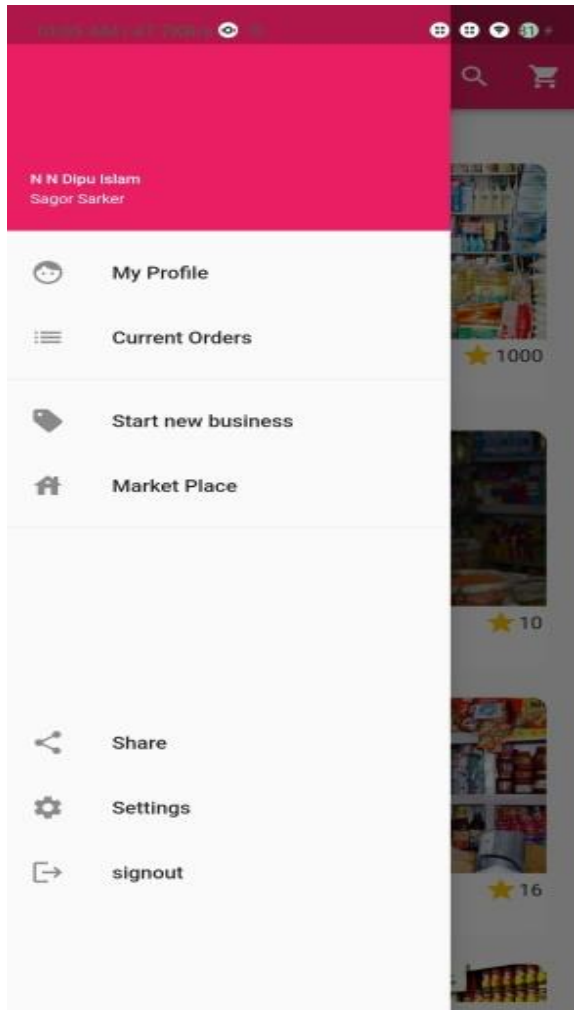 N N Dipu Islam
Sagor Sarker
My Profile
Current Orders
1000
Start new business
Market Place
10
Share
Settings
signout
16